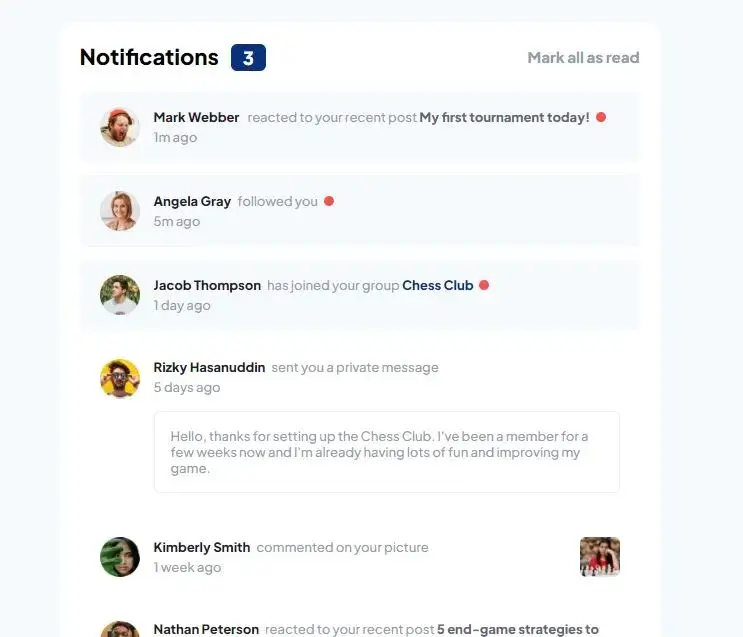 Notifications 3 Mark all as read
Mark Webber reacted to your recent post My first tournament today!
1m ago
Angela Gray followed you
5m ago
Jacob Thompson has joined your group Chess Club
1 day ago
Rizky Hasanuddin sent you a private message
5 days ago
Hello, thanks for setting up the Chess Club. I've been a member for a
few weeks now and I'm already having lots of fun and improving my
game.
Kimberly Smith commented on your picture
1 week ago
Nathan Peterson reacted to your recent post 5 end-game strategies to